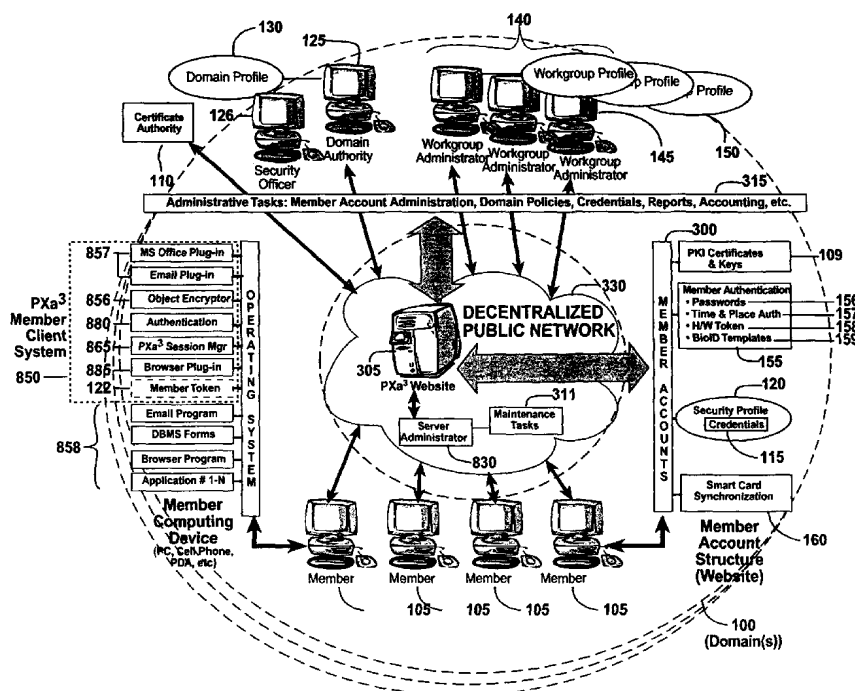 130
125
140
Domain Profile
Workgroup Profile
p Profile
Profile
126
Certificate
Authority
Domain
Authority
Security
Officer
Workgroup
Administrator
Workgroup
Administrator
Workgroup
Administrator
145
150
110
315
Administrative Tasks: Member Account Administration, Domain Policies, Credentials, Reports, Accounting, etc.
857
MS Office Plug-in
Email Plug-in
856
Object Encryptor
880
Authentication
865
PXa³ Session Mgr
885
Browser Plug-in
122
Member Token
PXa³
Member
Client
System
850
Email Program
DBMS Forms
Browser Program
Application # 1-N
858
OPERATING SYSTEM
Member
Computing
Device
(PC, Cell Phone,
PDA, etc)
330
DECENTRALIZED
PUBLIC NETWORK
305
PXa³ Website
311
Maintenance
Tasks
Server
Administrator
830
300
MEMBER ACCOUNTS
PKI Certificates
& Keys
109
Member Authentication
• Passwords
156
• Time & Place Auth
157
• H/W Token
158
• BioID Templates
159
155
120
Security Profile
Credentials
115
Smart Card
Synchronization
160
Member
Account
Structure
(Website)
Member
Member
Member
Member
105
105
105
105
100
(Domain(s))